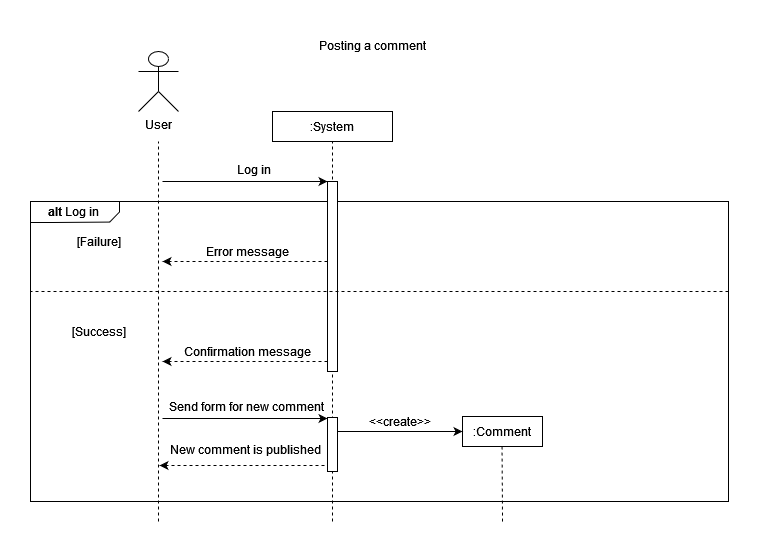 Posting a comment
User
:System
Log in
alt Log in
[Failure]
Error message
[Success]
Confirmation message
Send form for new comment
<<create>>
:Comment
New comment is published